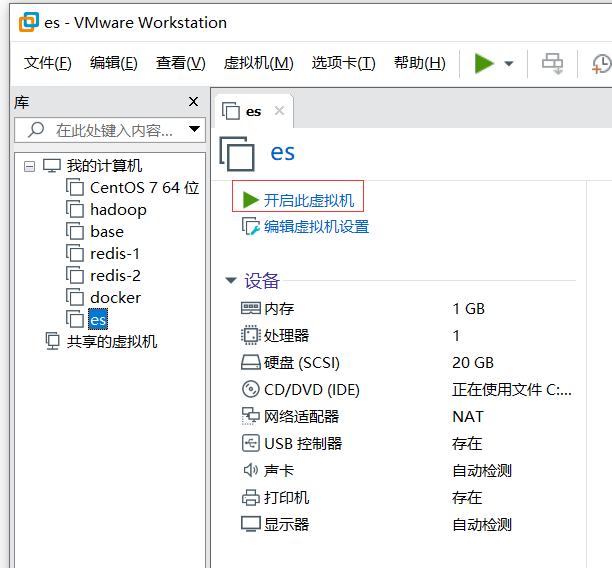 es - VMware Workstation
文件(F) 编辑(E) 查看(V) 虚拟机(M) 选项卡(T) 帮助(H)
库
在此处键入内容...
我的计算机
CentOS 7 64 位
hadoop
base
redis-1
redis-2
docker
es
共享的虚拟机
es
es
开启此虚拟机
编辑虚拟机设置
设备
内存 1 GB
处理器 1
硬盘 (SCSI) 20 GB
CD/DVD (IDE) 正在使用文件 C:...
网络适配器 NAT
USB 控制器 存在
声卡 自动检测
打印机 存在
显示器 自动检测